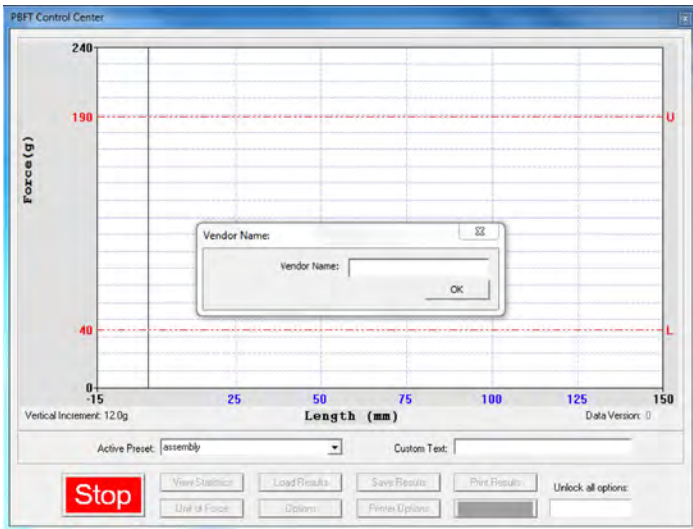 PBFT Control Center
240
190
U
Force(g)
Vendor Name:
Vendor Name:
OK
40
L
0
-15 25 50 75 100 125 150
Vertical Increment: 12.0g
Length (mm)
Data Version: 0
Active Preset: assembly
Custom Text:
Stop
View Statistics
Load Results
Save Results
Print Results
Unlock all options:
Unit of Force
Options
Printer Options